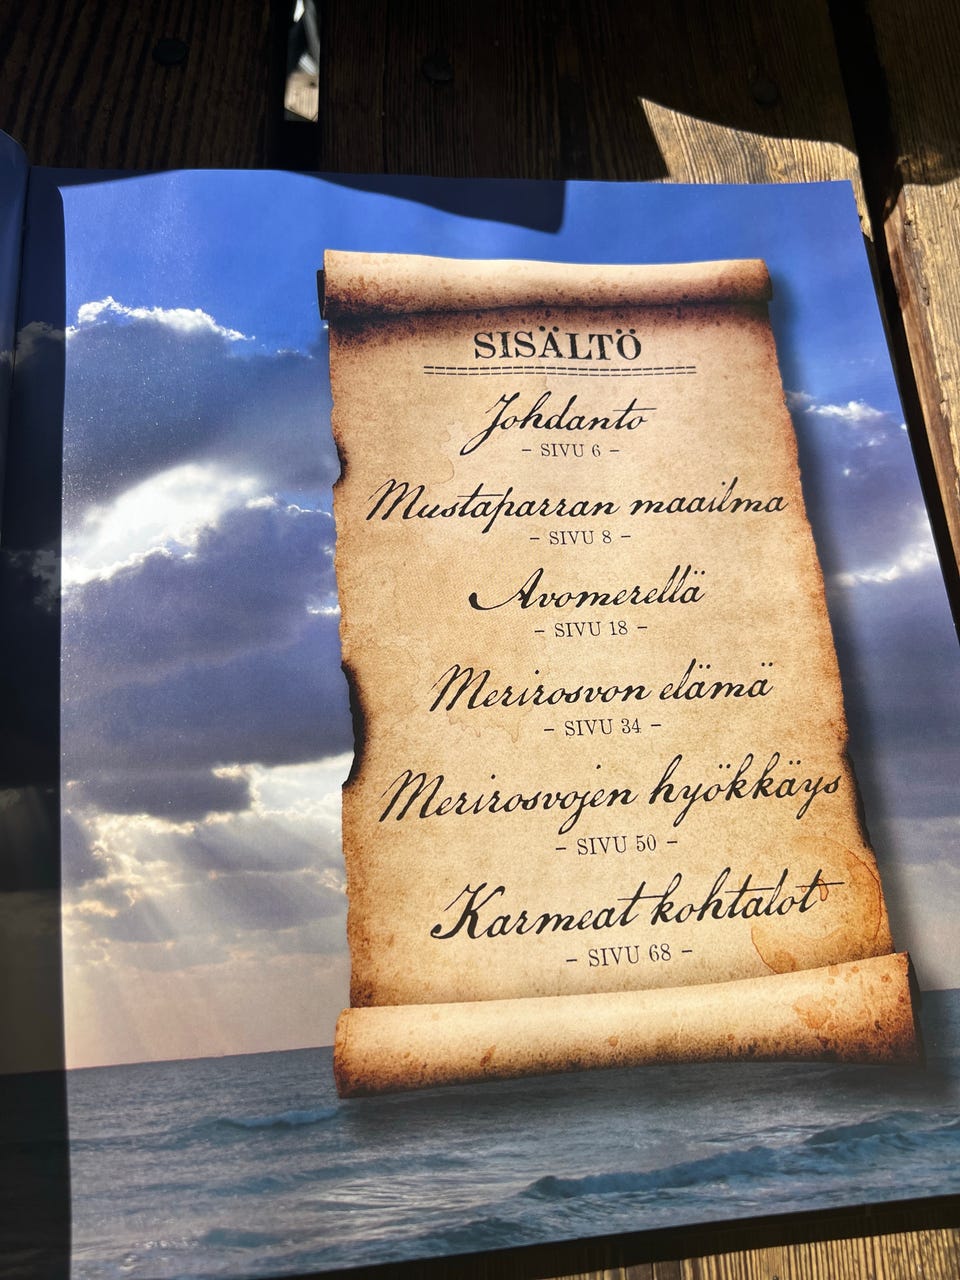 SISÄLTÖ
Johdanto
– SIVU 6 –
Mustaparran maailma
– SIVU 8 –
Avomerellä
– SIVU 18 –
Merirosvon elämä
– SIVU 34 –
Merirosvojen hyökkäys
– SIVU 50 –
Karmeat kohtalot
– SIVU 68 –